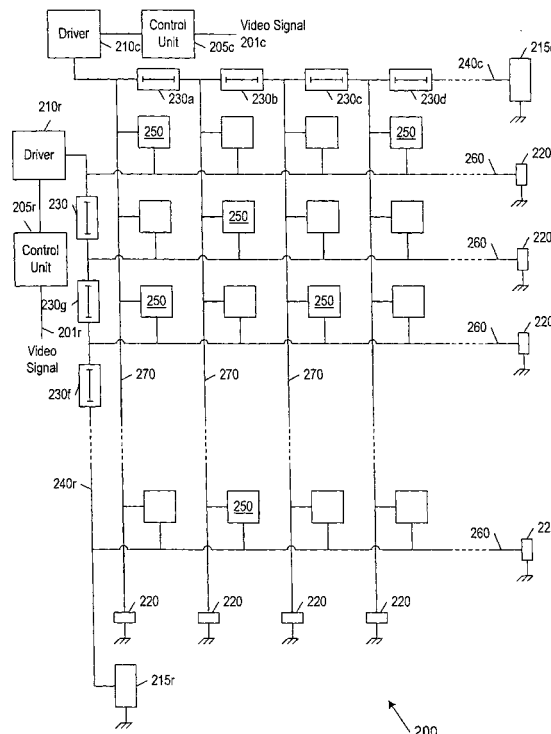 Driver
Control
Unit
Video Signal
201c
210c
205c
240c
215c
230a
230b
230c
230d
210r
250
250
Driver
220
205r
230
260
250
220
Control
Unit
260
230g
250
250
220
201r
Video
Signal
260
230f
270
270
270
240r
250
260
220
220
220
220
215r
200